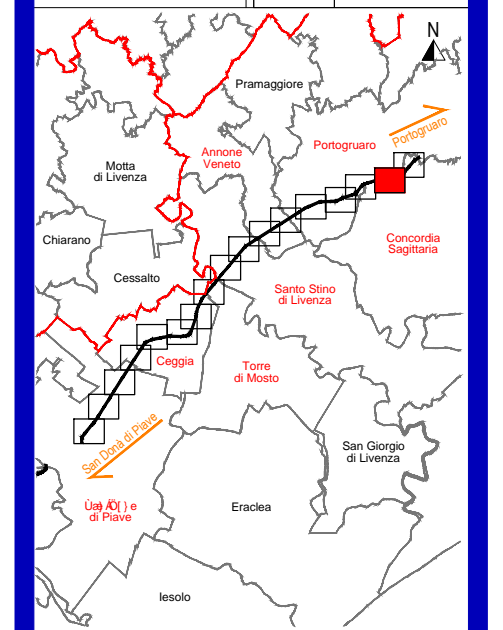 N
Pramaggiore
Portogruaro
Portogruaro
Annone
Veneto
Motta
di Livenza
Chiarano
Concordia
Sagittaria
Cessalto
Santo Stino
di Livenza
Ceggia
Torre
di Mosto
San Donà di Piave
San Giorgio
di Livenza
Eraclea
di Piave
Iesolo